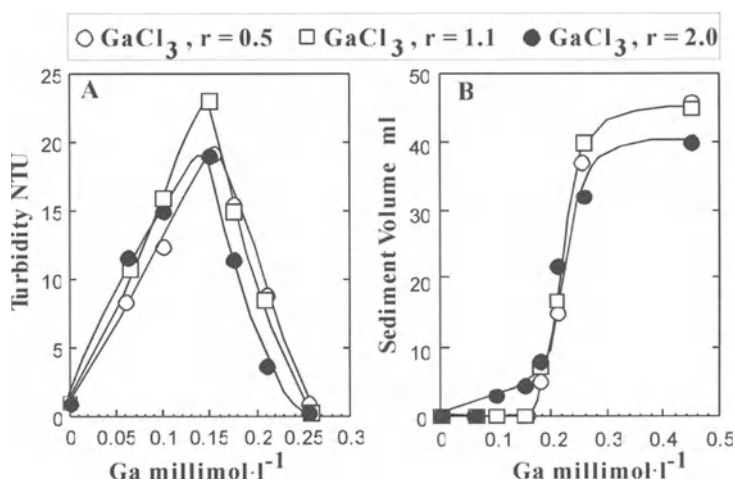 GaCl3 , r = 0.5 GaCl3 , r = 1.1 GaCl3 , r = 2.0
A
25
20
15
10
5
0
Turbidity NTU
0 0.05 0.1 0.15 0.2 0.25 0.3
Ga millimol·l-1
B
50
40
30
20
10
0
Sediment Volume ml
0 0.1 0.2 0.3 0.4 0.5
Ga millimol·l-1